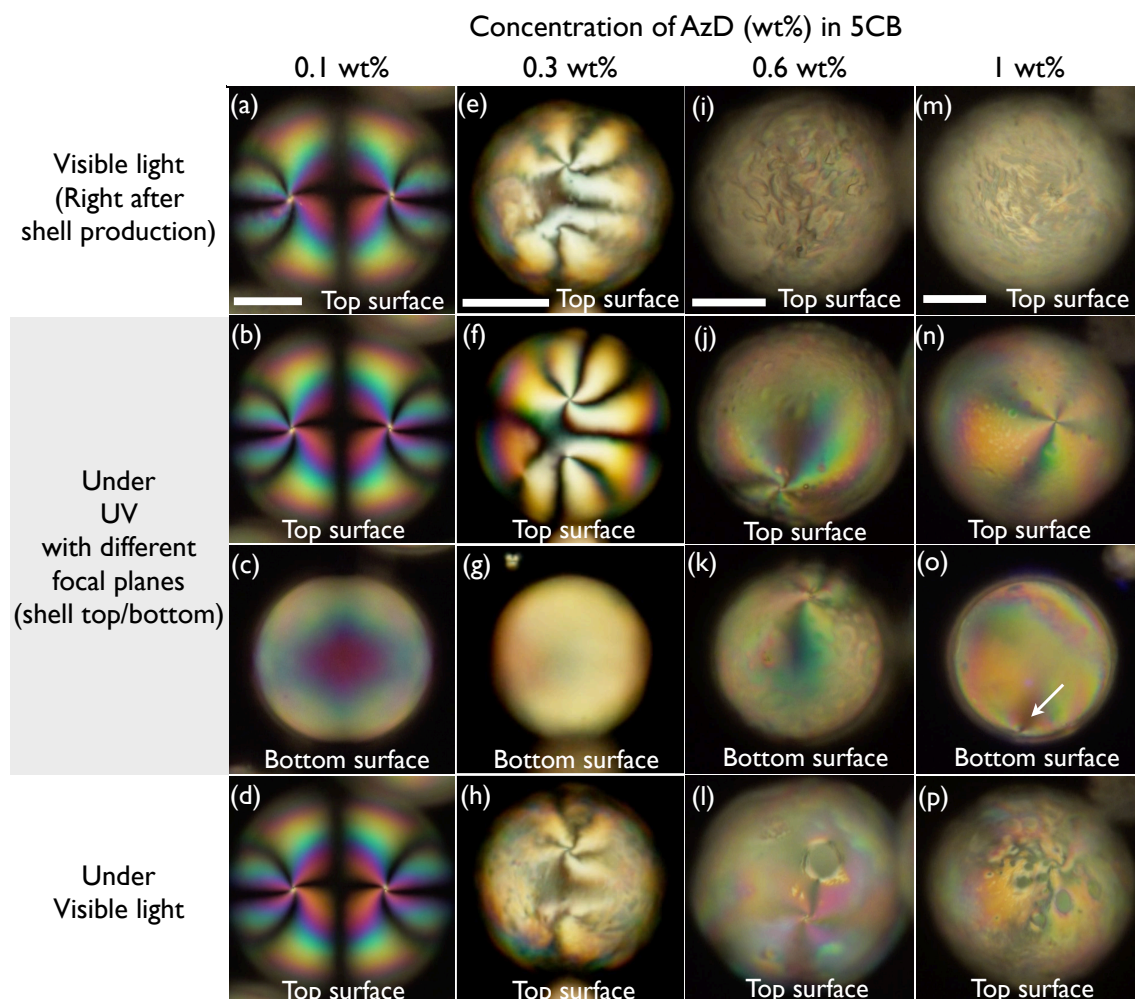 Concentration of AzD (wt%) in 5CB
0.1 wt%
0.3 wt%
0.6 wt%
1 wt%
Visible light
(Right after
shell production)
(a)
Top surface
(e)
Top surface
(i)
Top surface
(m)
Top surface
Under
UV
with different
focal planes
(shell top/bottom)
(b)
Top surface
(f)
Top surface
(j)
Top surface
(n)
Top surface
(c)
Bottom surface
(g)
Bottom surface
(k)
Bottom surface
(o)
Bottom surface
Under
Visible light
(d)
Top surface
(h)
Top surface
(l)
Top surface
(p)
Top surface